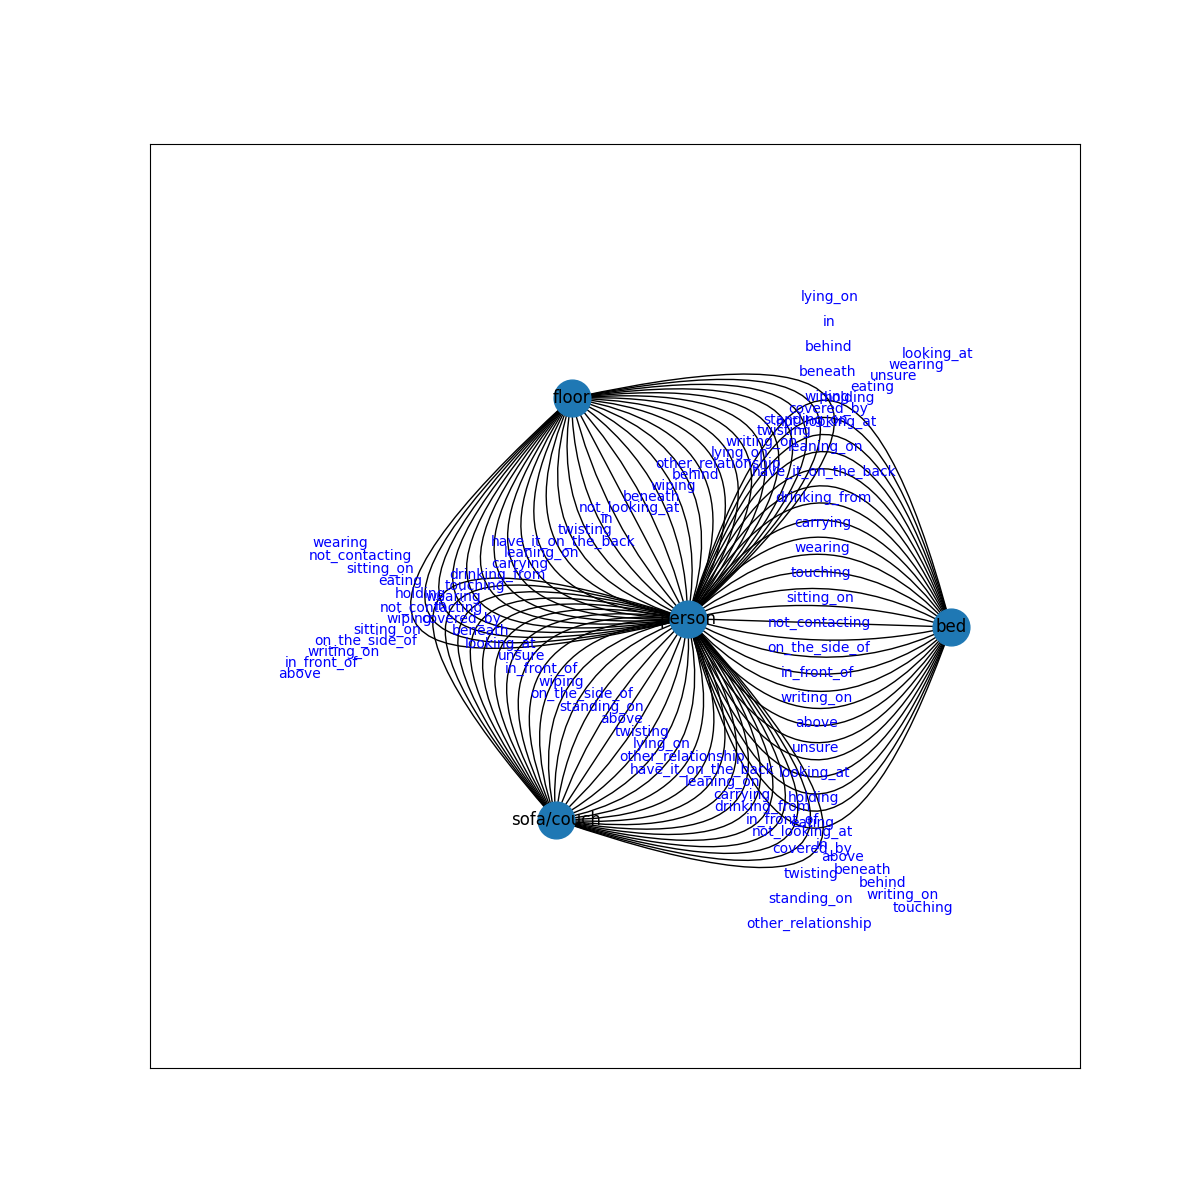 lying_on
in
behind
looking_at
wearing
beneath
unsure
eating
holding
floor
covered_by
standing_on
not_looking_at
twisting
writing_on
leaning_on
lying_on
other_relationship
have_it_on_the_back
behind
wiping
beneath
drinking_from
not_looking_at
in
carrying
twisting
wearing
have_it_on_the_back
wearing
leaning_on
not_contacting
carrying
sitting_on
touching
drinking_from
eating
touching
holding
wearing
sitting_on
not_contacting
wiping
covered_by
erson
not_contacting
bed
sitting_on
beneath
on_the_side_of
looking_at
on_the_side_of
writing_on
unsure
in_front_of
in_front_of
in_front_of
above
wiping
on_the_side_of
writing_on
standing_on
above
above
twisting
lying_on
unsure
other_relationship
have_it_on_the_back
looking_at
leaning_on
carrying
holding
drinking_from
sofa/couch
in_front_of
eating
not_looking_at
covered_by
in
above
beneath
twisting
behind
standing_on
writing_on
touching
other_relationship